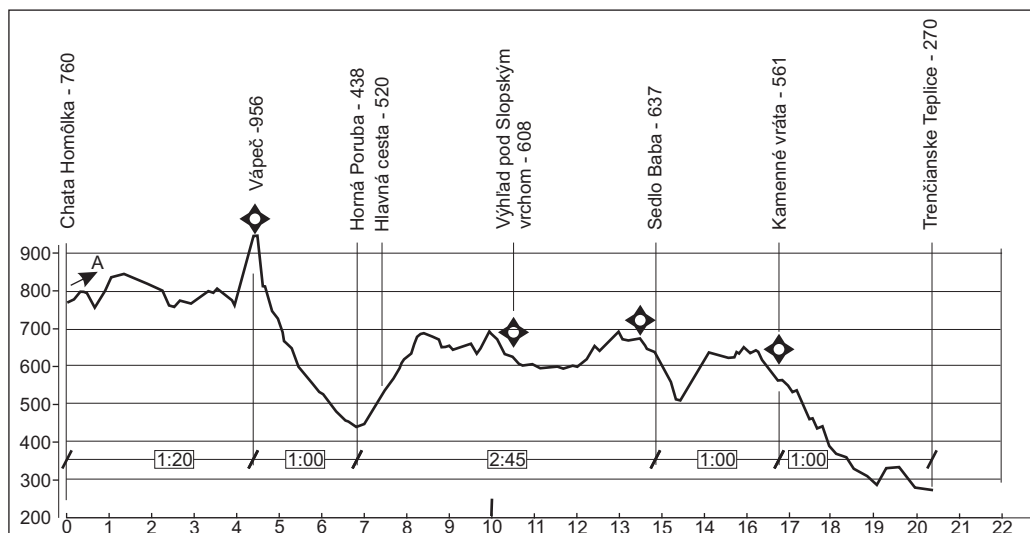 Chata Homôlka - 760
Vápeč -956
Horná Poruba - 438
Hlavná cesta - 520
Výhľad pod Slopským
vrchom - 608
Sedlo Baba - 637
Kamenné vráta - 561
Trenčianske Teplice - 270
A
900
800
700
600
500
400
300
200
1:20 1:00 2:45 1:00 1:00
0 1 2 3 4 5 6 7 8 9 10 11 12 13 14 15 16 17 18 19 20 21 22